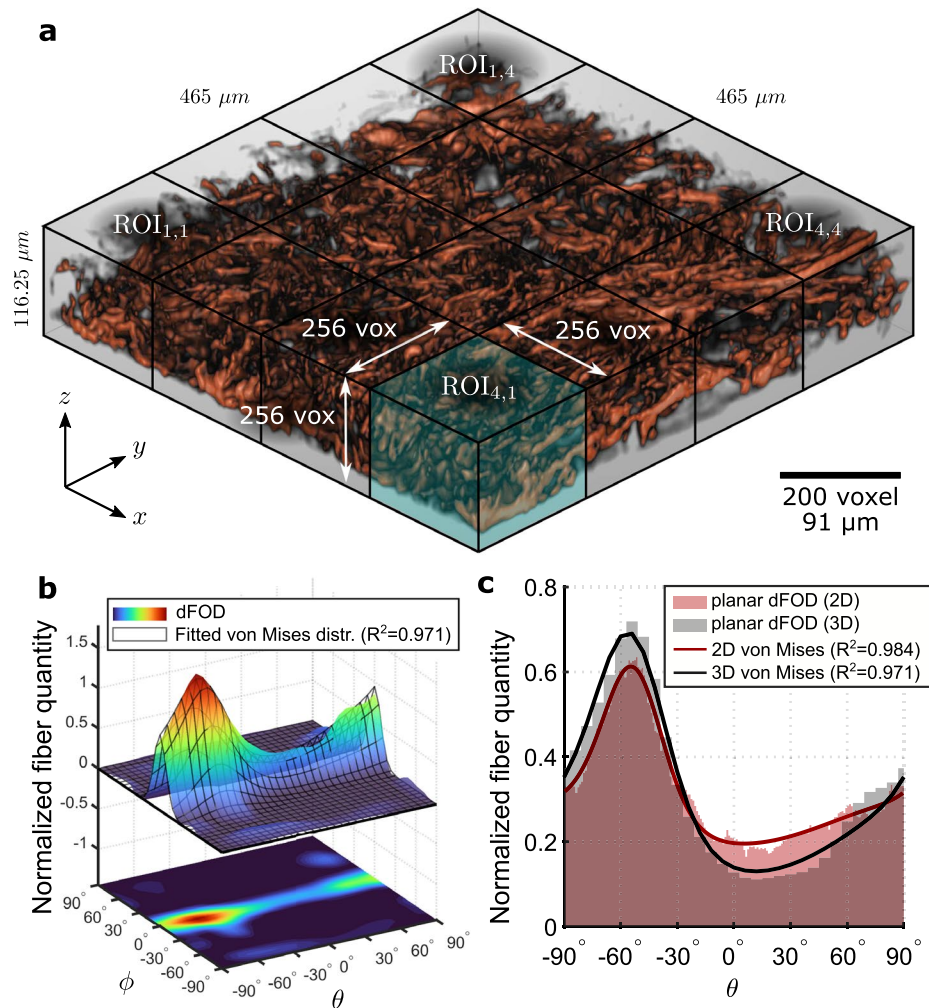 a
ROI1,4
465 μm
465 μm
ROI1,1
ROI4,4
116.25 μm
256 vox
256 vox
ROI4,1
256 vox
z
y
x
200 voxel
91 μm
b
dFOD
Fitted von Mises distr. (R²=0.971)
Normalized fiber quantity
1.5
1
0.5
0
-0.5
-1
90°
60°
30°
0°
-30°
-60°
-90°
ϕ
-90°
-60°
-30°
0°
30°
60°
90°
θ
c
planar dFOD (2D)
planar dFOD (3D)
2D von Mises (R²=0.984)
3D von Mises (R²=0.971)
Normalized fiber quantity
0.8
0.6
0.4
0.2
0
-90°
-60°
-30°
0°
30°
60°
90°
θ